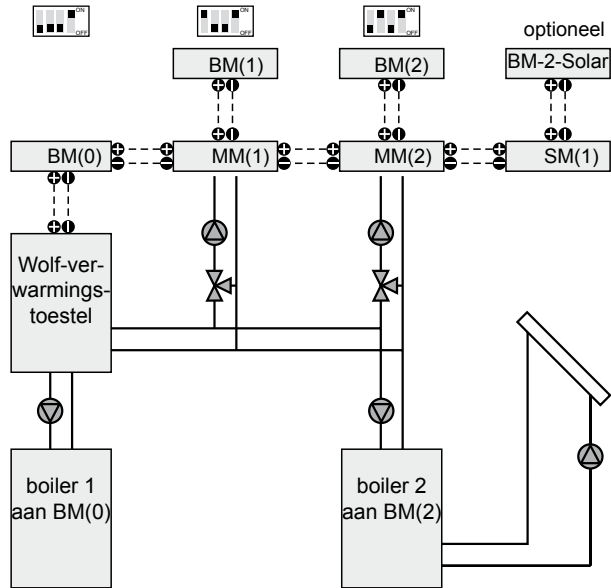 ON
OFF
ON
OFF
ON
OFF
optioneel
BM(1)
BM(2)
BM-2-Solar
BM(0)
MM(1)
MM(2)
SM(1)
Wolf-ver-
warmings-
toestel
boiler 1
aan BM(0)
boiler 2
aan BM(2)